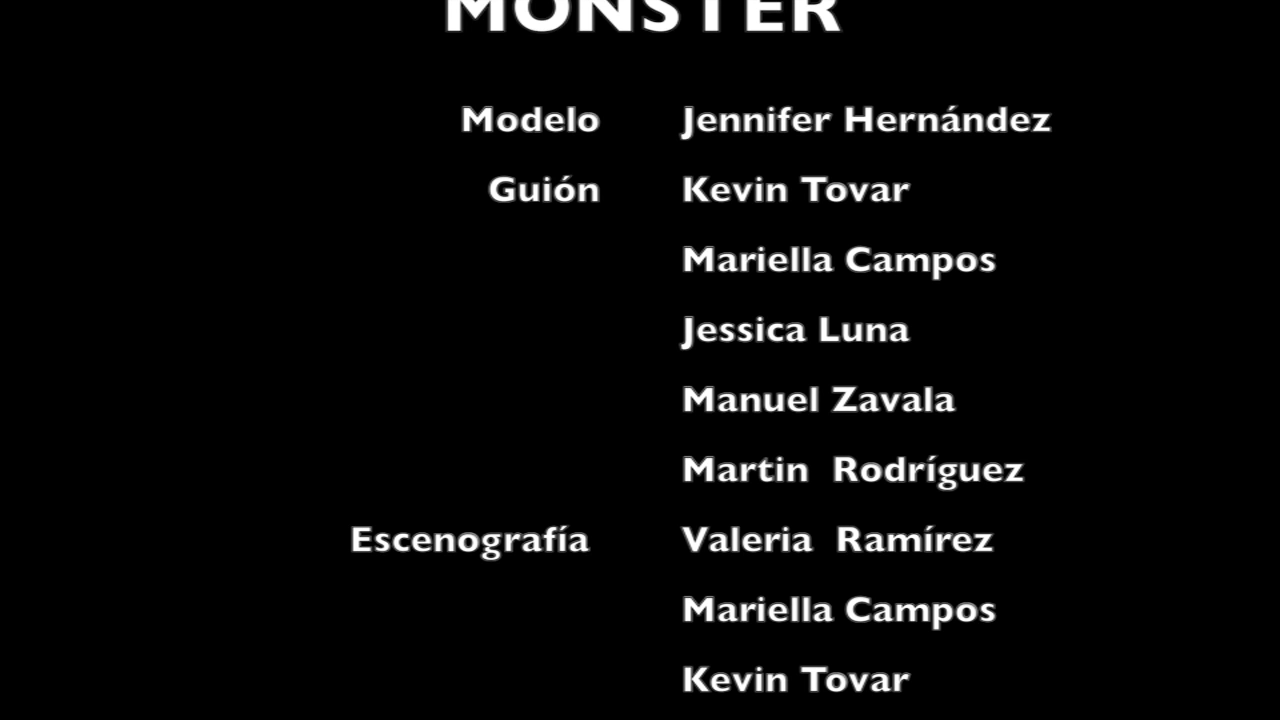 MONSTER
Modelo Jennifer Hernández
Guión Kevin Tovar
Mariella Campos
Jessica Luna
Manuel Zavala
Martin Rodríguez
Escenografía Valeria Ramírez
Mariella Campos
Kevin Tovar